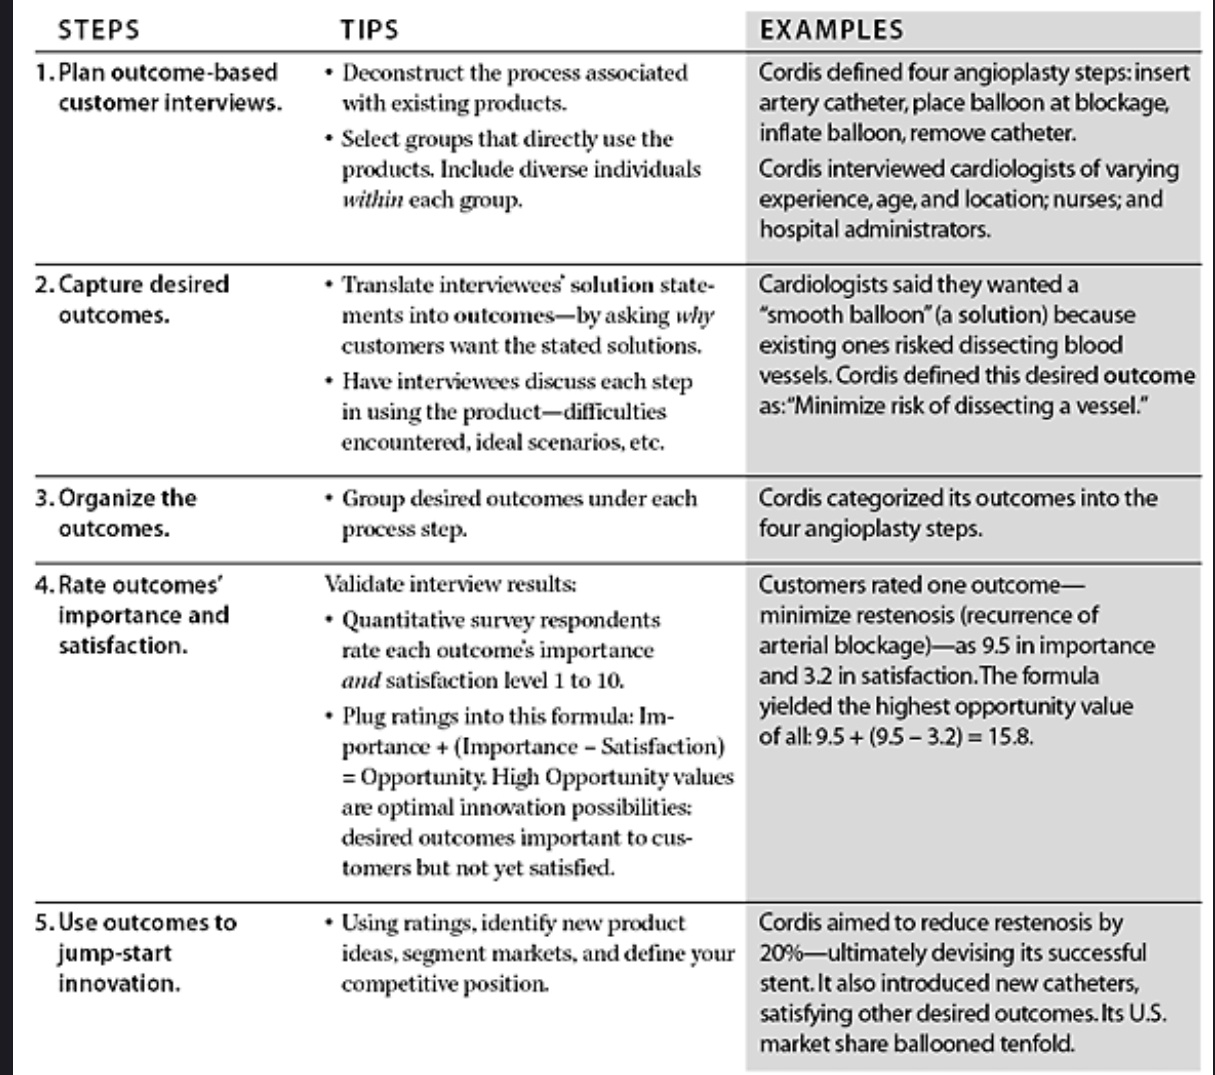 STEPS TIPS EXAMPLES
1. Plan outcome-based
customer interviews.
• Deconstruct the process associated
with existing products.
• Select groups that directly use the
products. Include diverse individuals
within each group.
Cordis defined four angioplasty steps: insert
artery catheter, place balloon at blockage,
inflate balloon, remove catheter.
Cordis interviewed cardiologists of varying
experience, age, and location; nurses; and
hospital administrators.
2. Capture desired
outcomes.
• Translate interviewees' solution state-
ments into outcomes—by asking why
customers want the stated solutions.
• Have interviewees discuss each step
in using the product—difficulties
encountered, ideal scenarios, etc.
Cardiologists said they wanted a
“smooth balloon” (a solution) because
existing ones risked dissecting blood
vessels. Cordis defined this desired outcome
as: “Minimize risk of dissecting a vessel.”
3. Organize the
outcomes.
• Group desired outcomes under each
process step.
Cordis categorized its outcomes into the
four angioplasty steps.
4. Rate outcomes’
importance and
satisfaction.
Validate interview results:
• Quantitative survey respondents
rate each outcome's importance
and satisfaction level 1 to 10.
• Plug ratings into this formula: Im-
portance + (Importance – Satisfaction)
= Opportunity. High Opportunity values
are optimal innovation possibilities:
desired outcomes important to cus-
tomers but not yet satisfied.
Customers rated one outcome—
minimize restenosis (recurrence of
arterial blockage)—as 9.5 in importance
and 3.2 in satisfaction. The formula
yielded the highest opportunity value
of all: 9.5 + (9.5 – 3.2) = 15.8.
5. Use outcomes to
jump-start
innovation.
• Using ratings, identify new product
ideas, segment markets, and define your
competitive position.
Cordis aimed to reduce restenosis by
20%—ultimately devising its successful
stent. It also introduced new catheters,
satisfying other desired outcomes. Its U.S.
market share ballooned tenfold.